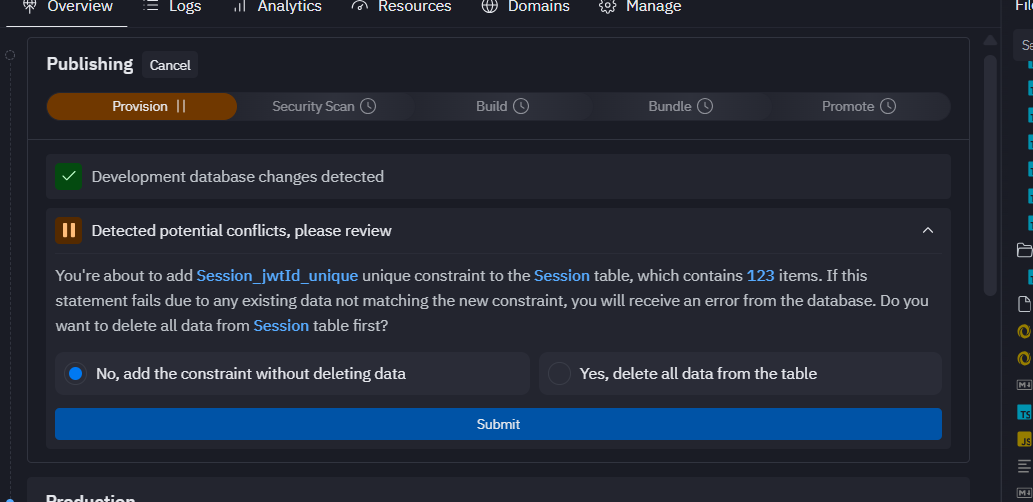 Overview Logs Analytics Resources Domains Manage
Publishing Cancel
Provision Security Scan Build Bundle Promote
Development database changes detected
Detected potential conflicts, please review
You're about to add Session_jwtId_unique unique constraint to the Session table, which contains 123 items. If this
statement fails due to any existing data not matching the new constraint, you will receive an error from the database. Do you
want to delete all data from Session table first?
No, add the constraint without deleting data Yes, delete all data from the table
Submit
Production
TS
JS